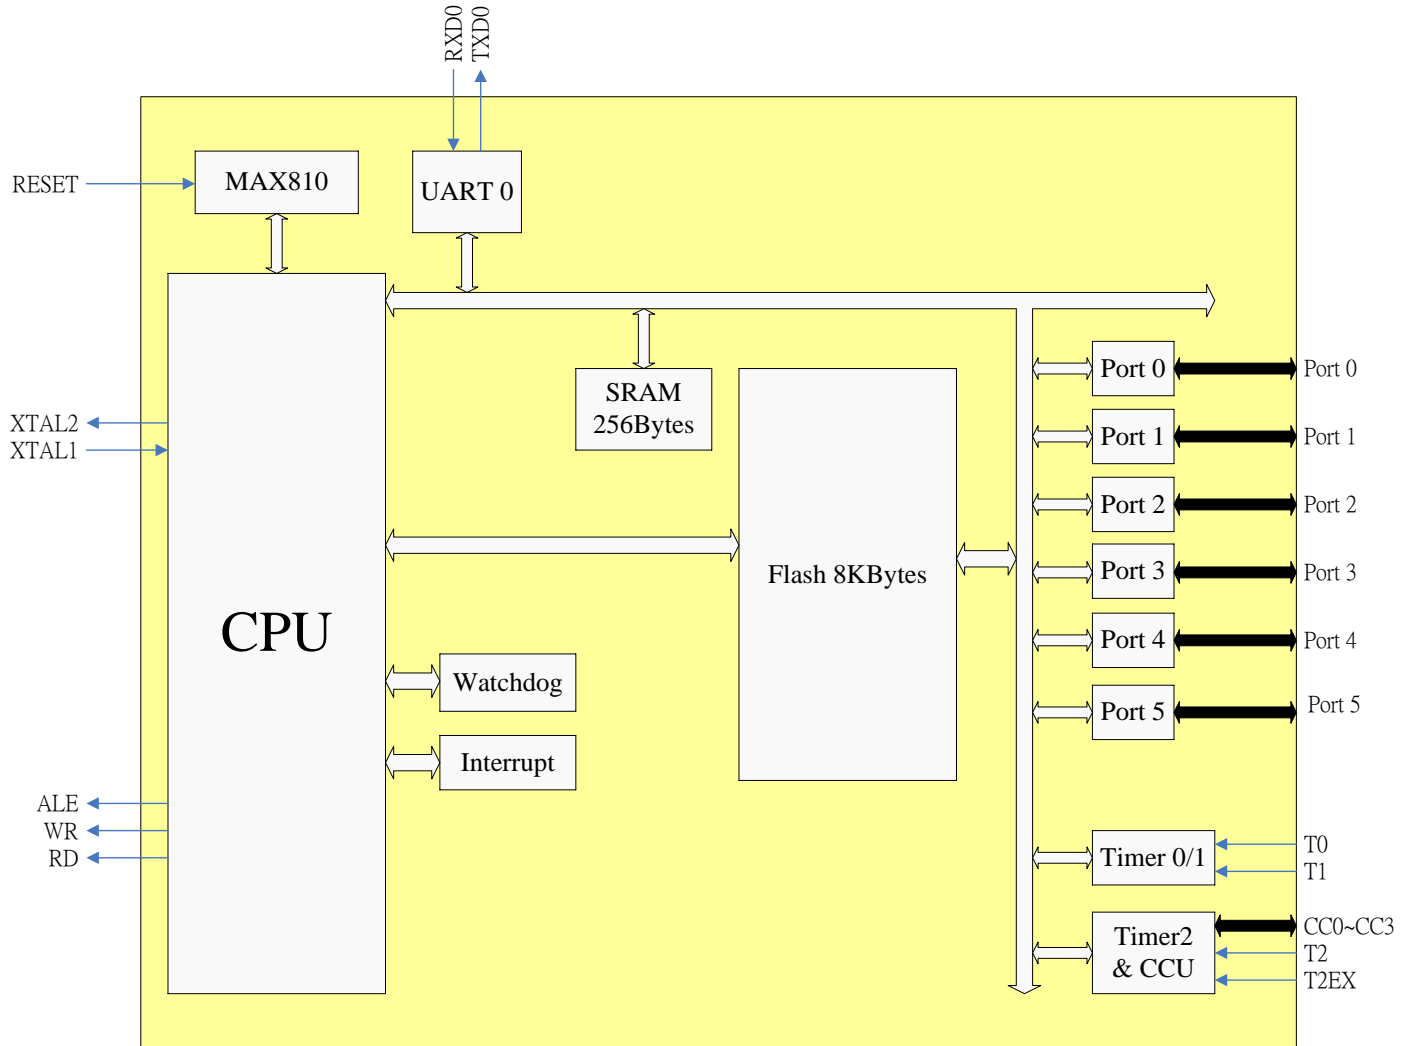 RXD0
TXD0
RESET
MAX810
UART 0
SRAM
256Bytes
Port 0
Port 0
Port 1
Port 1
XTAL2
XTAL1
Port 2
Port 2
Flash 8KBytes
Port 3
Port 3
CPU
Port 4
Port 4
Watchdog
Port 5
Port 5
Interrupt
ALE
WR
RD
Timer 0/1
T0
T1
Timer2
& CCU
CC0~CC3
T2
T2EX